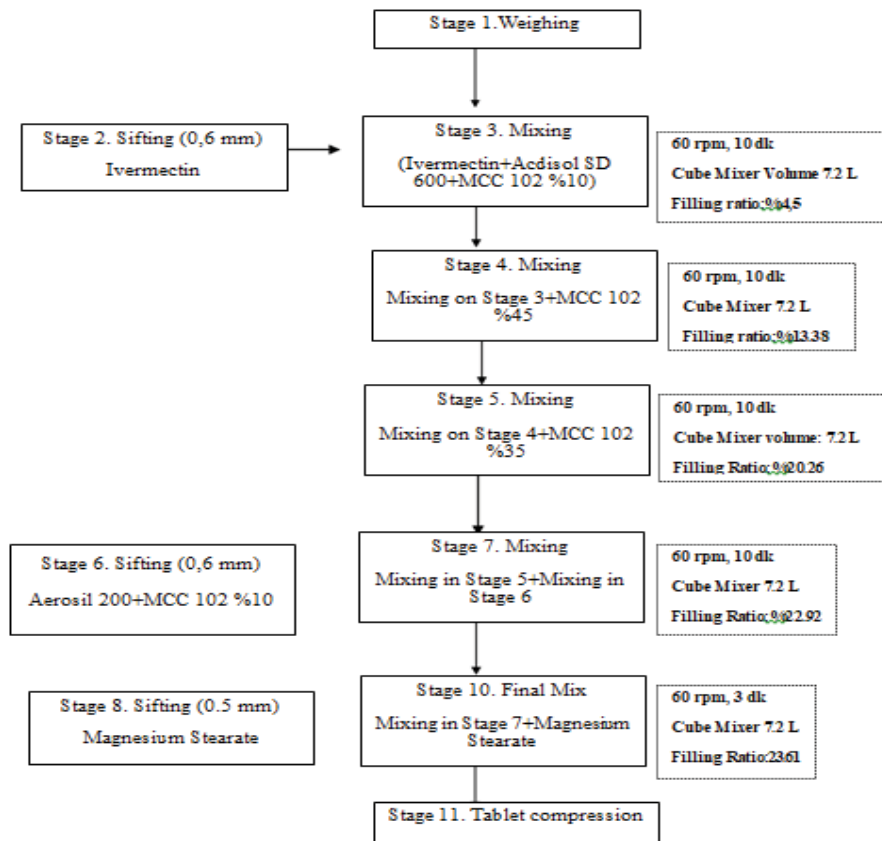 Stage 1.Weighing
Stage 2. Sifting (0,6 mm)
Ivermectin
Stage 3. Mixing
(Ivermectin+Acdisol SD
600+MCC 102 %10)
60 rpm, 10 dk
Cube Mixer Volume 7.2 L
Filling ratio:%4,5
Stage 4. Mixing
Mixing on Stage 3+MCC 102
%45
60 rpm, 10 dk
Cube Mixer 7.2 L
Filling ratio:%13.38
Stage 5. Mixing
Mixing on Stage 4+MCC 102
%35
60 rpm, 10 dk
Cube Mixer volume: 7.2 L
Filling Ratio:%20.26
Stage 6. Sifting (0,6 mm)
Aerosil 200+MCC 102 %10
Stage 7. Mixing
Mixing in Stage 5+Mixing in
Stage 6
60 rpm, 10 dk
Cube Mixer 7.2 L
Filling Ratio:%22.92
Stage 8. Sifting (0.5 mm)
Magnesium Stearate
Stage 10. Final Mix
Mixing in Stage 7+Magnesium
Stearate
60 rpm, 3 dk
Cube Mixer 7.2 L
Filling Ratio:23.61
Stage 11. Tablet compression